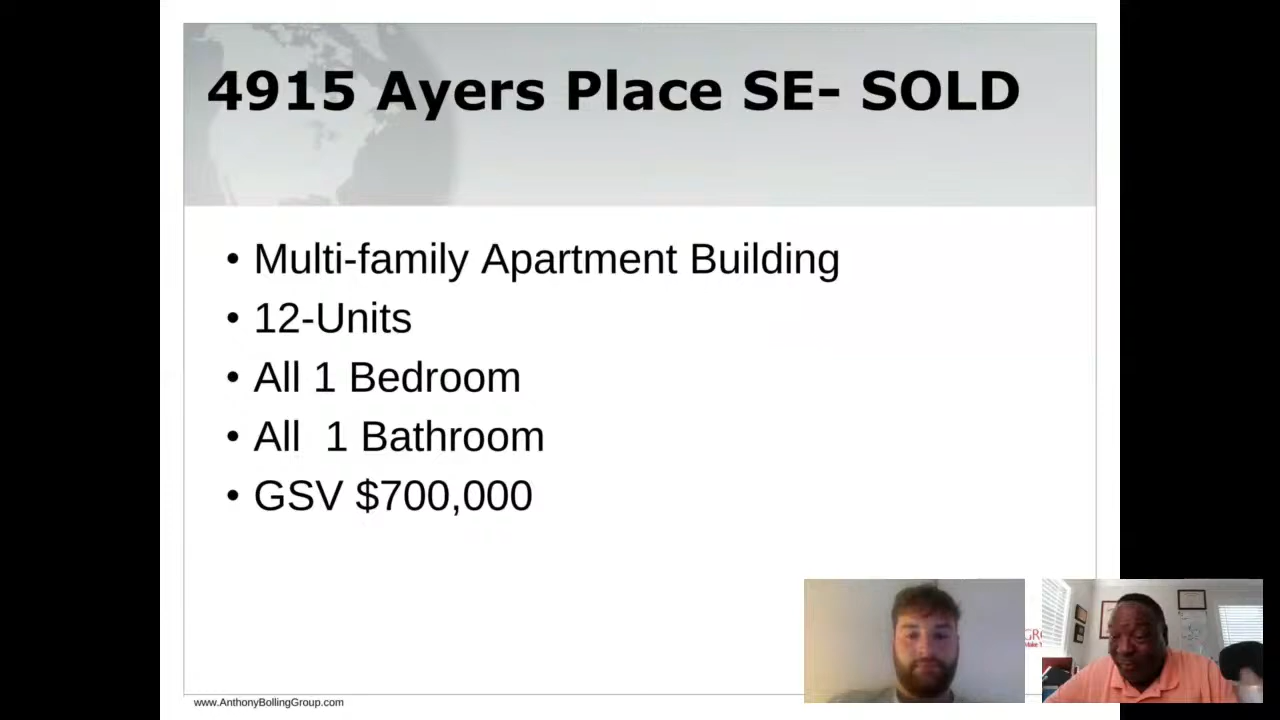 4915 Ayers Place SE- SOLD
• Multi-family Apartment Building
• 12-Units
• All 1 Bedroom
• All 1 Bathroom
• GSV $700,000
www.AnthonyBollingGroup.com